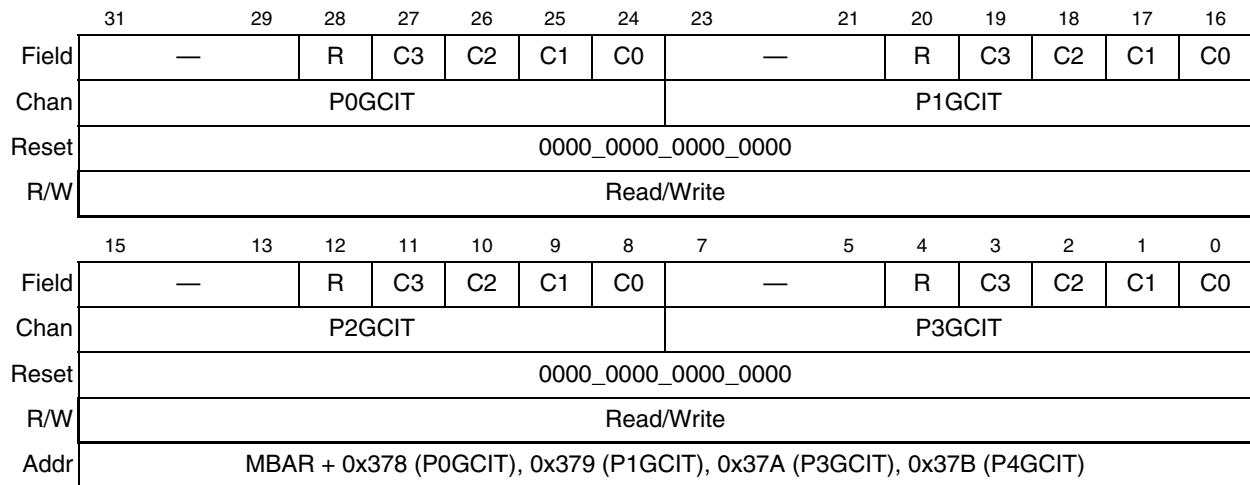 31 29 28 27 26 25 24 23 21 20 19 18 17 16
Field — R C3 C2 C1 C0 — R C3 C2 C1 C0
Chan P0GCIT P1GCIT
Reset 0000_0000_0000_0000
R/W Read/Write
15 13 12 11 10 9 8 7 5 4 3 2 1 0
Field — R C3 C2 C1 C0 — R C3 C2 C1 C0
Chan P2GCIT P3GCIT
Reset 0000_0000_0000_0000
R/W Read/Write
Addr MBAR + 0x378 (P0GCIT), 0x379 (P1GCIT), 0x37A (P3GCIT), 0x37B (P4GCIT)